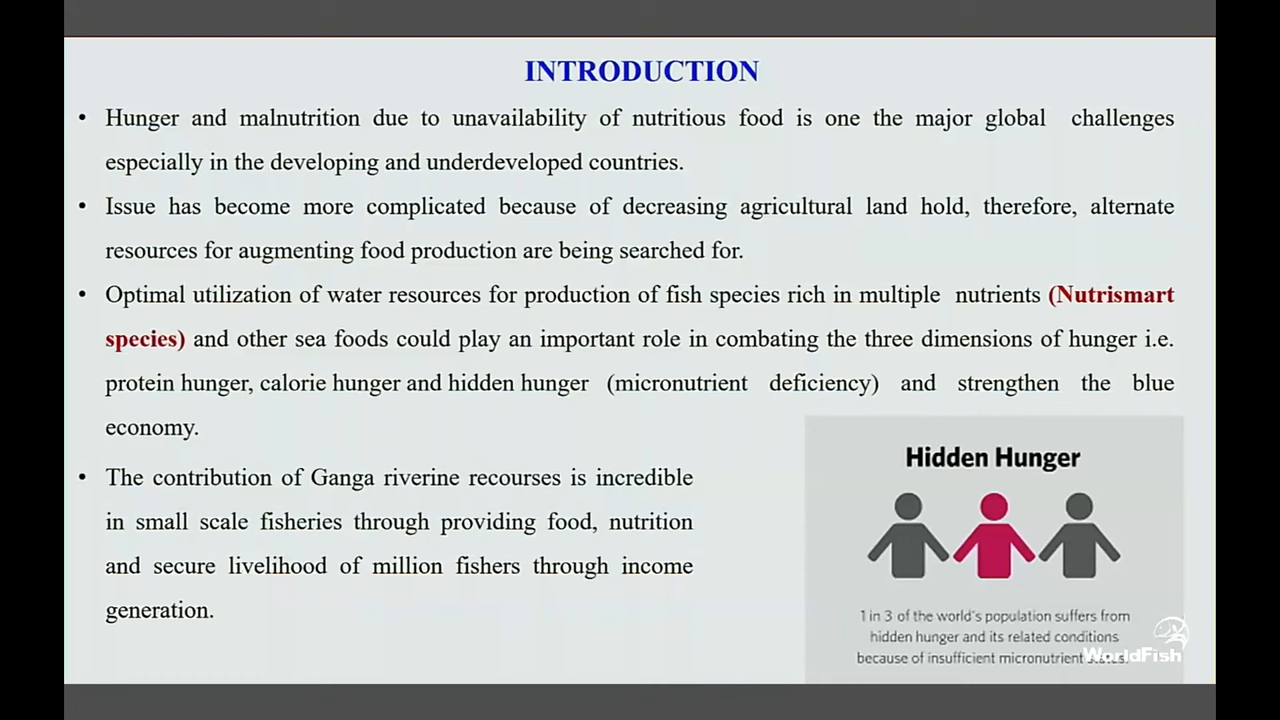 INTRODUCTION
• Hunger and malnutrition due to unavailability of nutritious food is one the major global challenges
especially in the developing and underdeveloped countries.
• Issue has become more complicated because of decreasing agricultural land hold, therefore, alternate
resources for augmenting food production are being searched for.
• Optimal utilization of water resources for production of fish species rich in multiple nutrients (Nutrismart
species) and other sea foods could play an important role in combating the three dimensions of hunger i.e.
protein hunger, calorie hunger and hidden hunger (micronutrient deficiency) and strengthen the blue
economy.
• The contribution of Ganga riverine recourses is incredible
in small scale fisheries through providing food, nutrition
and secure livelihood of million fishers through income
generation.
Hidden Hunger
1 in 3 of the world's population suffers from
hidden hunger and its related conditions
because of insufficient micronutrient
WorldFish